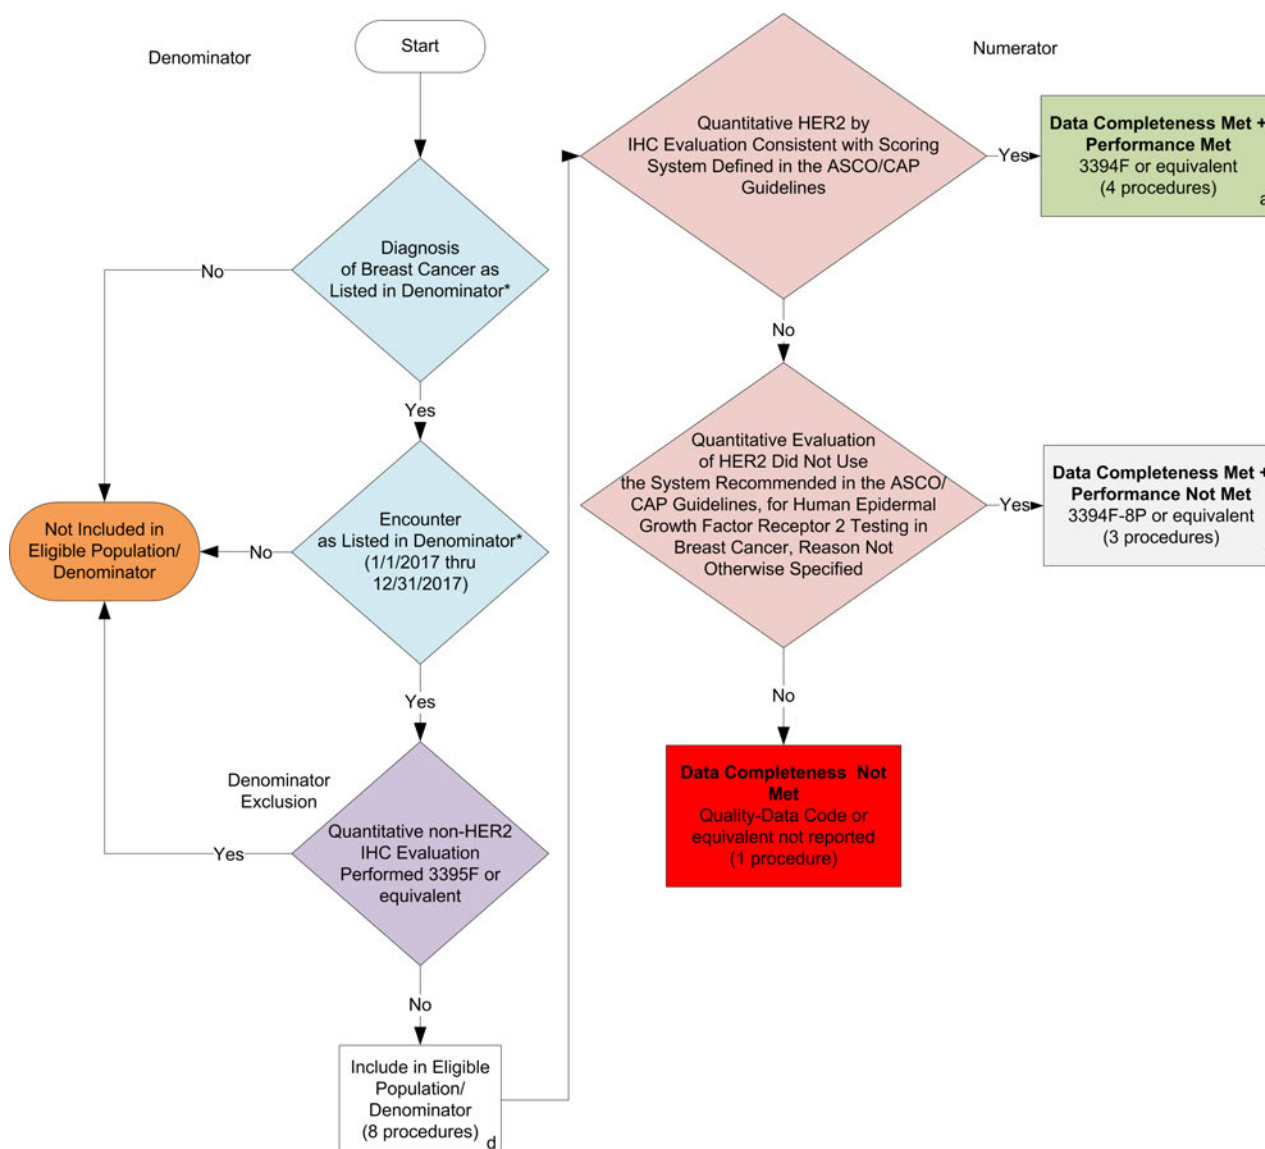 Denominator
Start
Diagnosis
of Breast Cancer as
Listed in Denominator*
No
Yes
Encounter
as Listed in Denominator*
(1/1/2017 thru
12/31/2017)
No
Not Included in
Eligible Population/
Denominator
Yes
Denominator
Exclusion
Quantitative non-HER2
IHC Evaluation
Performed 3395F or
equivalent
Yes
No
Include in Eligible
Population/
Denominator
(8 procedures)
d
Numerator
Quantitative HER2 by
IHC Evaluation Consistent with Scoring
System Defined in the ASCO/CAP
Guidelines
Yes
Data Completeness Met +
Performance Met
3394F or equivalent
(4 procedures)
a
No
Quantitative Evaluation
of HER2 Did Not Use
the System Recommended in the ASCO/
CAP Guidelines, for Human Epidermal
Growth Factor Receptor 2 Testing in
Breast Cancer, Reason Not
Otherwise Specified
Yes
Data Completeness Met +
Performance Not Met
3394F-8P or equivalent
(3 procedures)
No
Data Completeness Not
Met
Quality-Data Code or
equivalent not reported
(1 procedure)